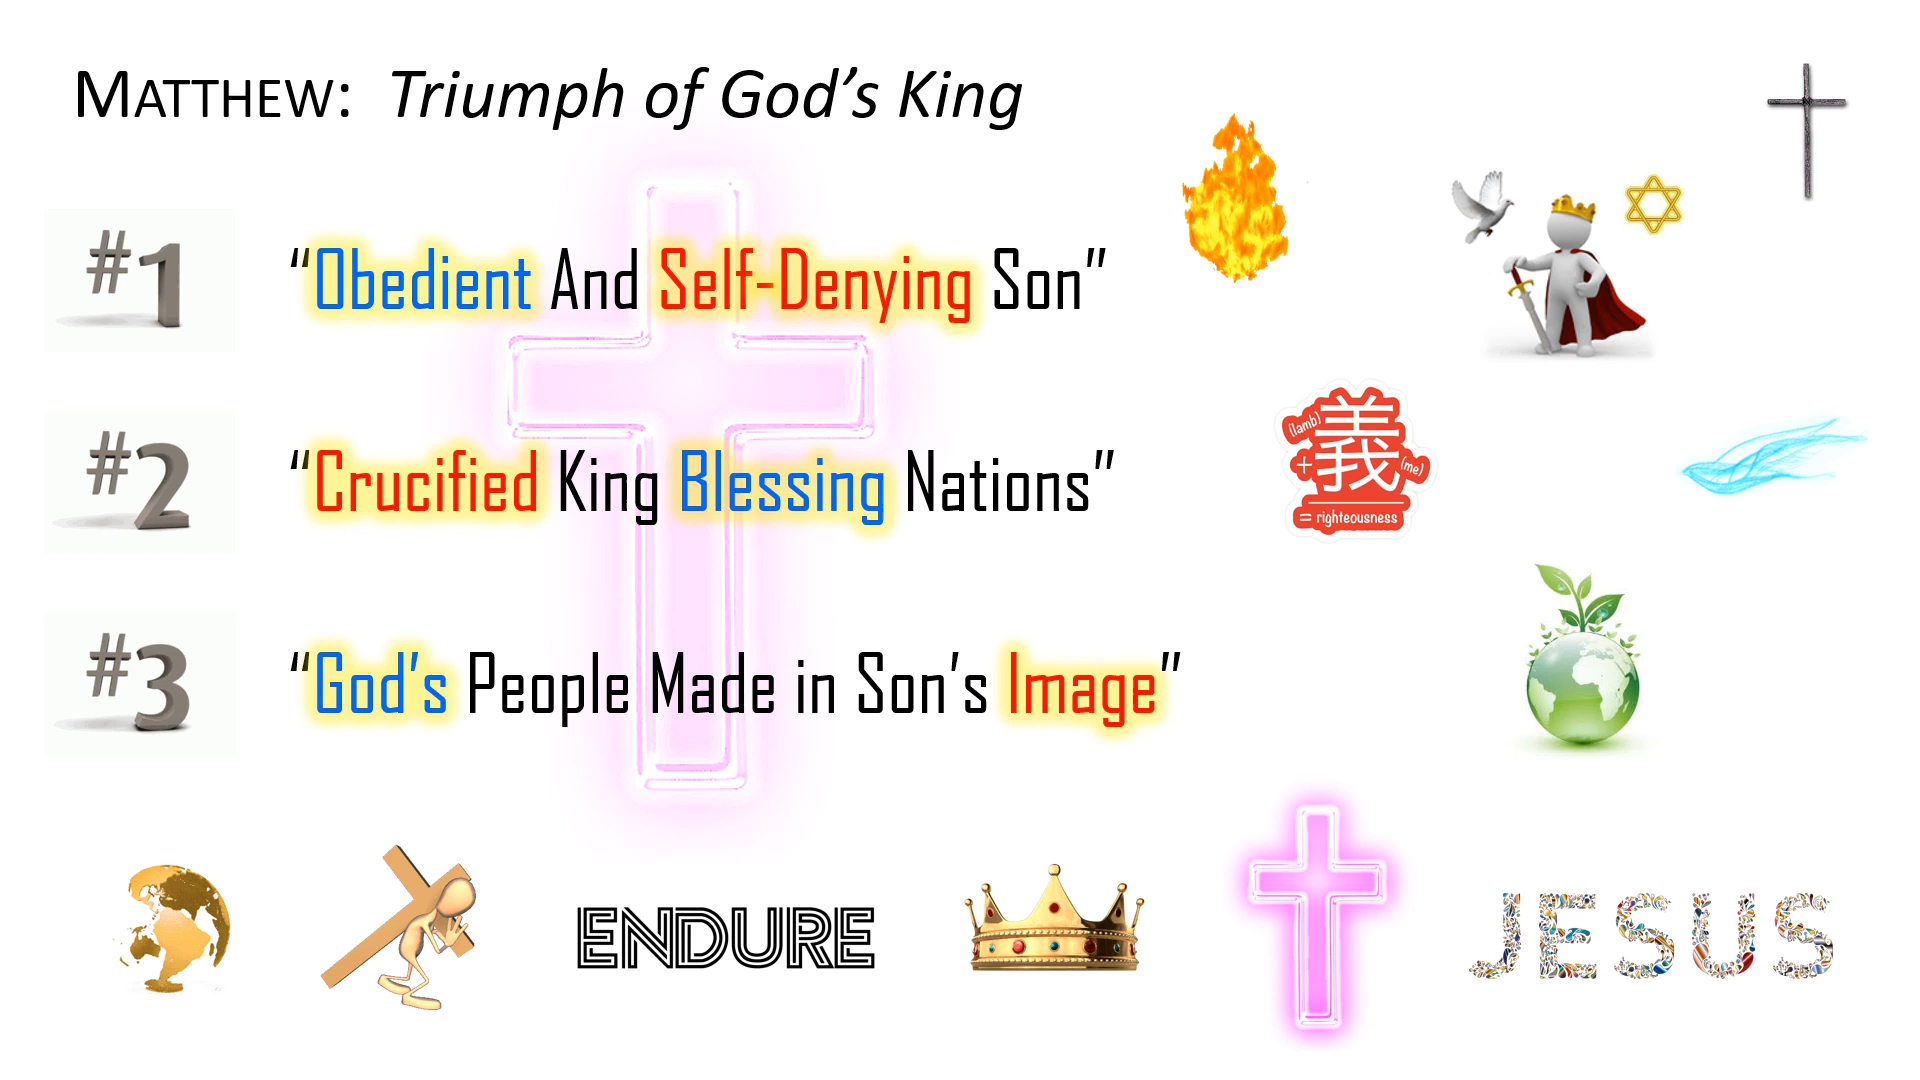 MATTHEW: Triumph of God’s King
#1 “Obedient And Self-Denying Son”
#2 “Crucified King Blessing Nations”
(lamb)
+
義
(me)
= righteousness
#3 “God’s People Made in Son’s Image”
ENDURE
JESUS